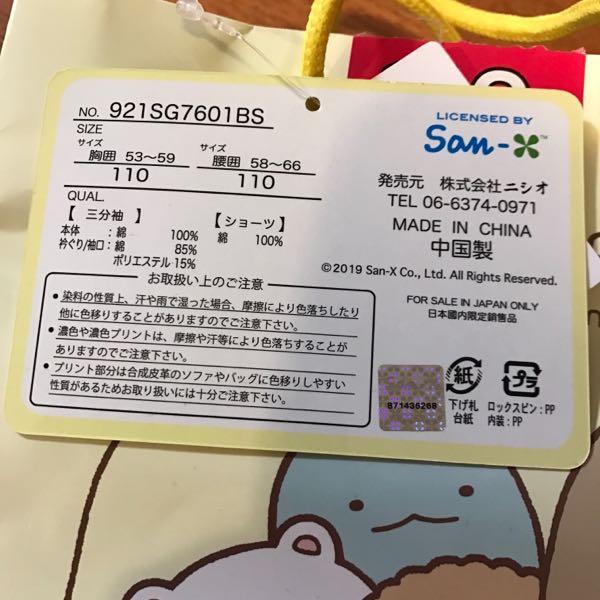 NO. 921SG7601BS
SIZE
サイズ
胸囲 53～59
110
サイズ
腰囲 58～66
110
QUAL.
【 三分袖 】
本体 : 綿 100%
衿ぐり/袖口 : 綿 85%
ポリエステル 15%
【 ショーツ 】
綿 100%
お取扱い上のご注意
• 染料の性質上、汗や雨で湿った場合、摩擦により色落ちしたり
他に色移りすることがありますのでご注意下さい。
• 濃色や濃色プリントは、摩擦や汗等により色落ちすることが
ありますのでご注意下さい。
• プリント部分は合成皮革のソファやバッグに色移りしやすい
性質があるためお取り扱いには十分ご注意下さい。
LICENSED BY
San-X™
発売元 株式会社ニシオ
TEL 06-6374-0971
MADE IN CHINA
中国製
©2019 San-X Co., Ltd. All Rights Reserved.
FOR SALE IN JAPAN ONLY
日本国内限定销售品
B71436268
紙
下げ札
台紙
プラ
ロックスピン : PP
内装 : PP